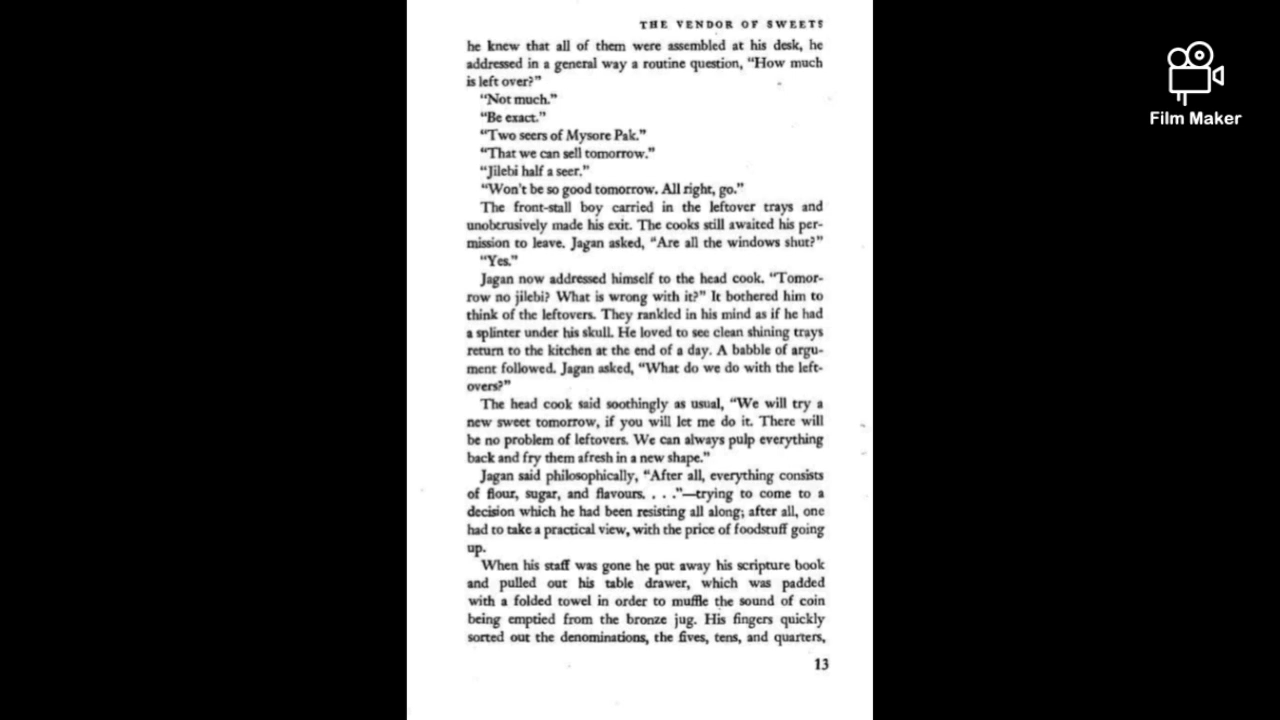 THE VENDOR OF SWEETS
he knew that all of them were assembled at his desk, he
addressed in a general way a routine question, “How much
is left over?”
“Not much.”
“Be exact.”
“Two seers of Mysore Pak.”
“That we can sell tomorrow.”
“Jilebi half a seer.”
“Won't be so good tomorrow. All right, go.”
The front-stall boy carried in the leftover trays and
unobtrusively made his exit. The cooks still awaited his per-
mission to leave. Jagan asked, “Are all the windows shut?”
“Yes.”
Jagan now addressed himself to the head cook. “Tomor-
row no jilebi? What is wrong with it?” It bothered him to
think of the leftovers. They rankled in his mind as if he had
a splinter under his skull. He loved to see clean shining trays
return to the kitchen at the end of a day. A babble of argu-
ment followed. Jagan asked, “What do we do with the left-
overs?”
The head cook said soothingly as usual, “We will try a
new sweet tomorrow, if you will let me do it. There will
be no problem of leftovers. We can always pulp everything
back and fry them afresh in a new shape.”
Jagan said philosophically, “After all, everything consists
of flour, sugar, and flavours. . . .”—trying to come to a
decision which he had been resisting all along; after all, one
had to take a practical view, with the price of foodstuff going
up.
When his staff was gone he put away his scripture book
and pulled out his table drawer, which was padded
with a folded towel in order to muffle the sound of coin
being emptied from the bronze jug. His fingers quickly
sorted out the denominations, the fives, tens, and quarters,
13
Film Maker